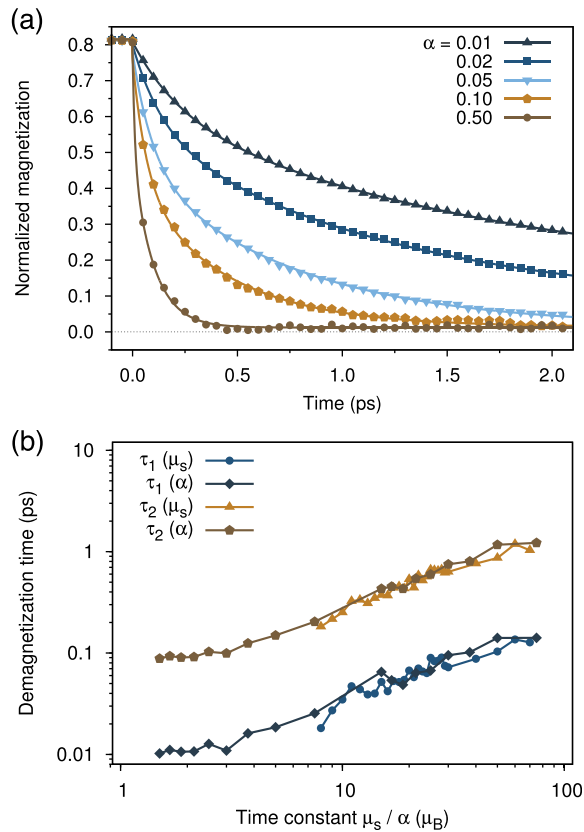 (a)
α = 0.01
0.02
0.05
0.10
0.50
0.8
0.7
0.6
0.5
0.4
0.3
0.2
0.1
0.0
Normalized magnetization
0.0 0.5 1.0 1.5 2.0
Time (ps)
(b)
τ1 (μs)
τ1 (α)
τ2 (μs)
τ2 (α)
10
1
0.1
0.01
Demagnetization time (ps)
1 10 100
Time constant μs / α (μB)